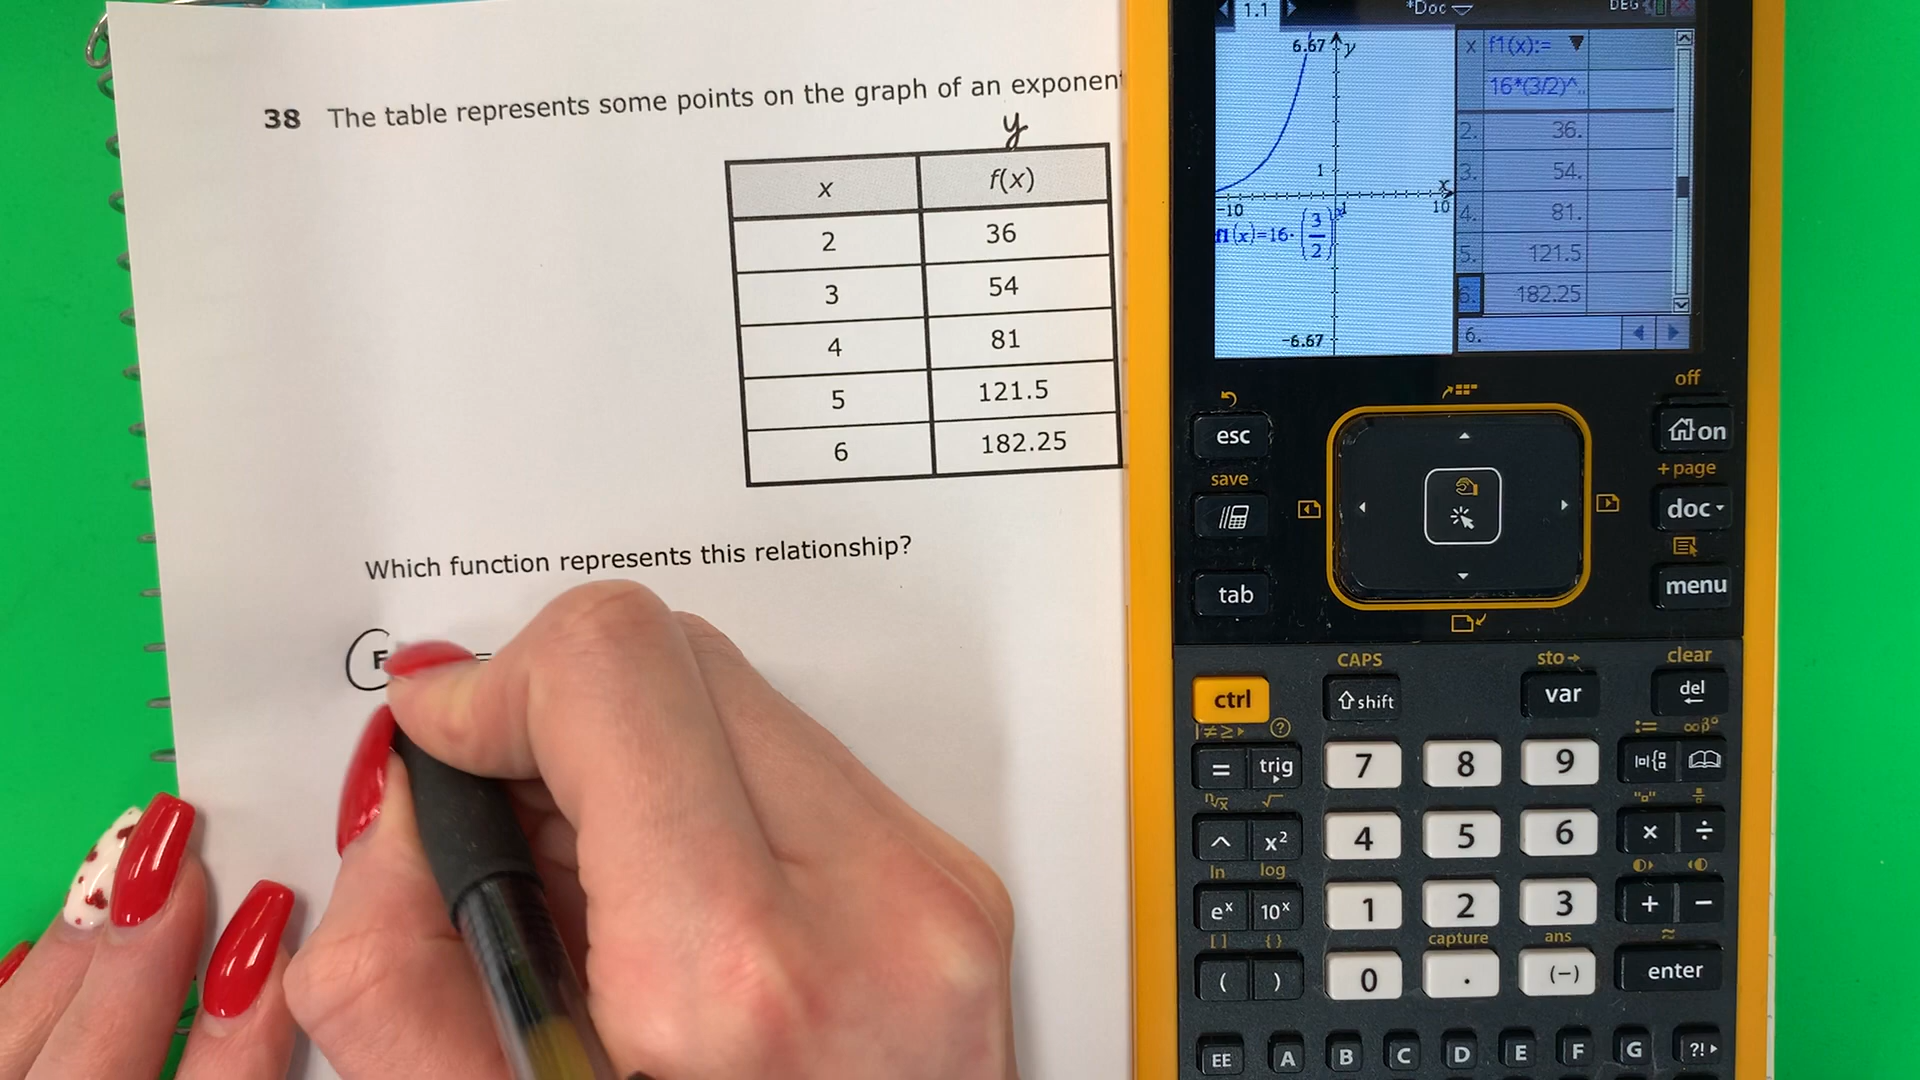 38 The table represents some points on the graph of an exponent
y
x f(x)
2 36
3 54
4 81
5 121.5
6 182.25
Which function represents this relationship?
F =
1.1 *Doc DEG
6.67 y
1
x
-10 10
f1(x)=16·(3/2)
-6.67
x f1(x):=
16*(3/2)^..
2. 36.
3. 54.
4. 81.
5. 121.5
6. 182.25
6.
off
esc
on
save
+ page
doc
tab
menu
CAPS sto→ clear
ctrl shift var del
|≠≥▸ ? := ∞β°
= trig 7 8 9
ⁿ√x √
^ x² 4 5 6 × ÷
ln log
eˣ 10ˣ 1 2 3 + −
[ ] { } capture ans ≈
( ) 0 . (−) enter
EE A B C D E F G ?!▸